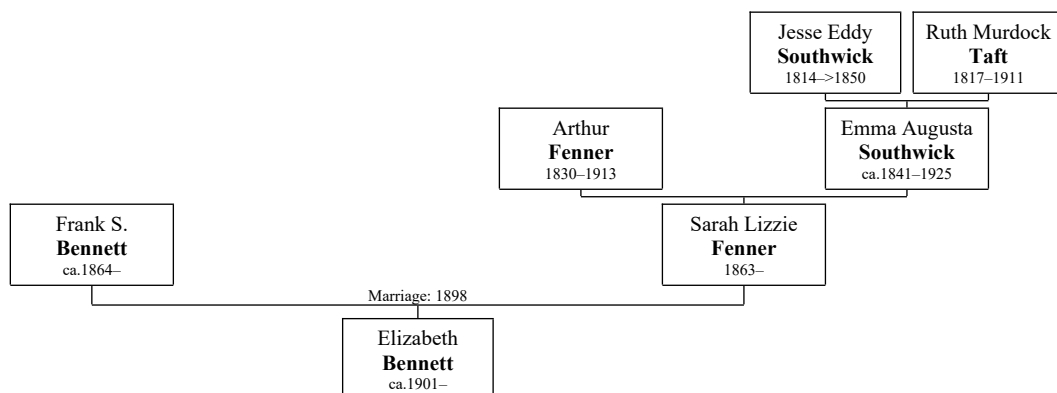 Jesse Eddy
Southwick
1814–>1850
Ruth Murdock
Taft
1817–1911
Arthur
Fenner
1830–1913
Emma Augusta
Southwick
ca.1841–1925
Frank S.
Bennett
ca.1864–
Sarah Lizzie
Fenner
1863–
Marriage: 1898
Elizabeth
Bennett
ca.1901–